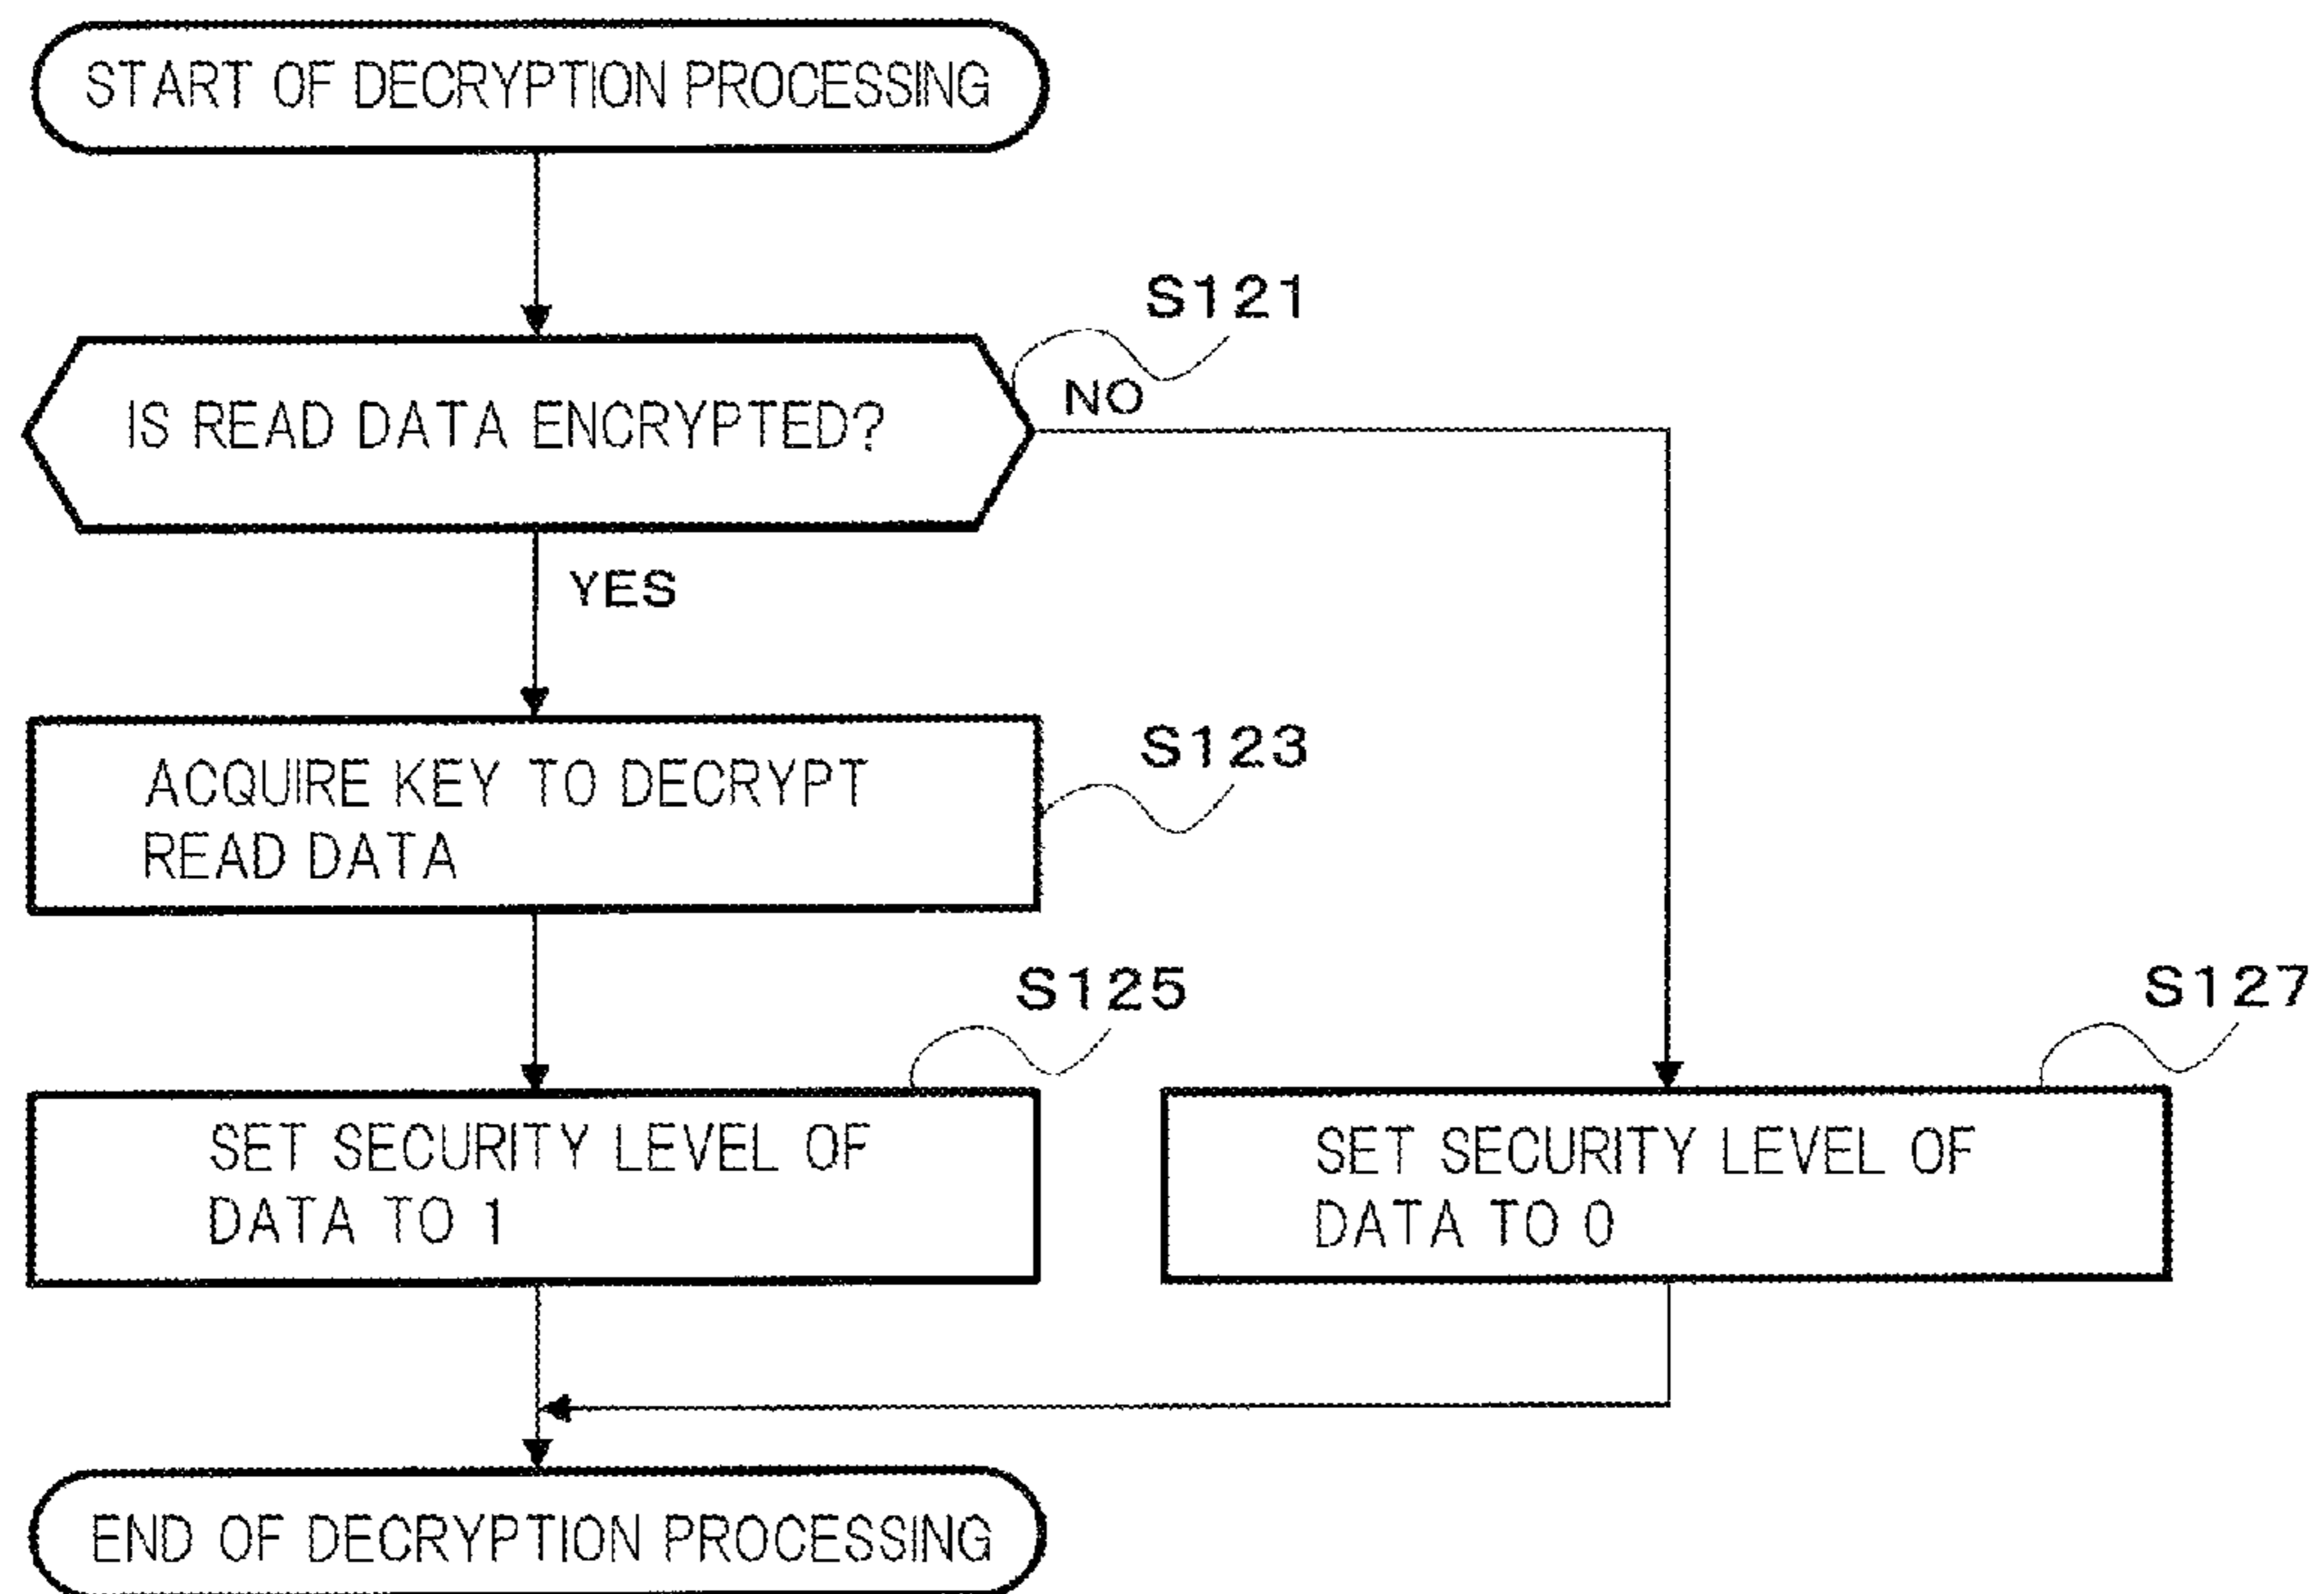 START OF DECRYPTION PROCESSING
S121
IS READ DATA ENCRYPTED?
NO
YES
S123
ACQUIRE KEY TO DECRYPT
READ DATA
S125
S127
SET SECURITY LEVEL OF
DATA TO 1
SET SECURITY LEVEL OF
DATA TO 0
END OF DECRYPTION PROCESSING